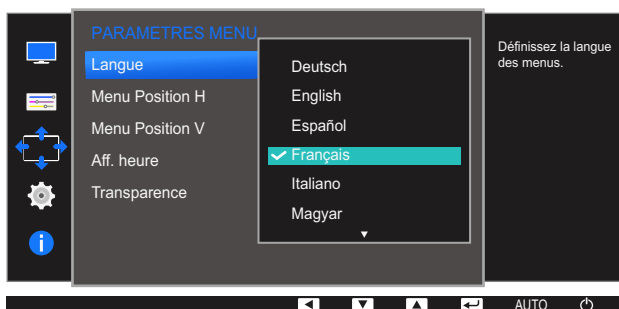 PARAMETRES MENU
Langue
Menu Position H
Menu Position V
Aff. heure
Transparence
Deutsch
English
Español
Français
Italiano
Magyar
Définissez la langue
des menus.
AUTO